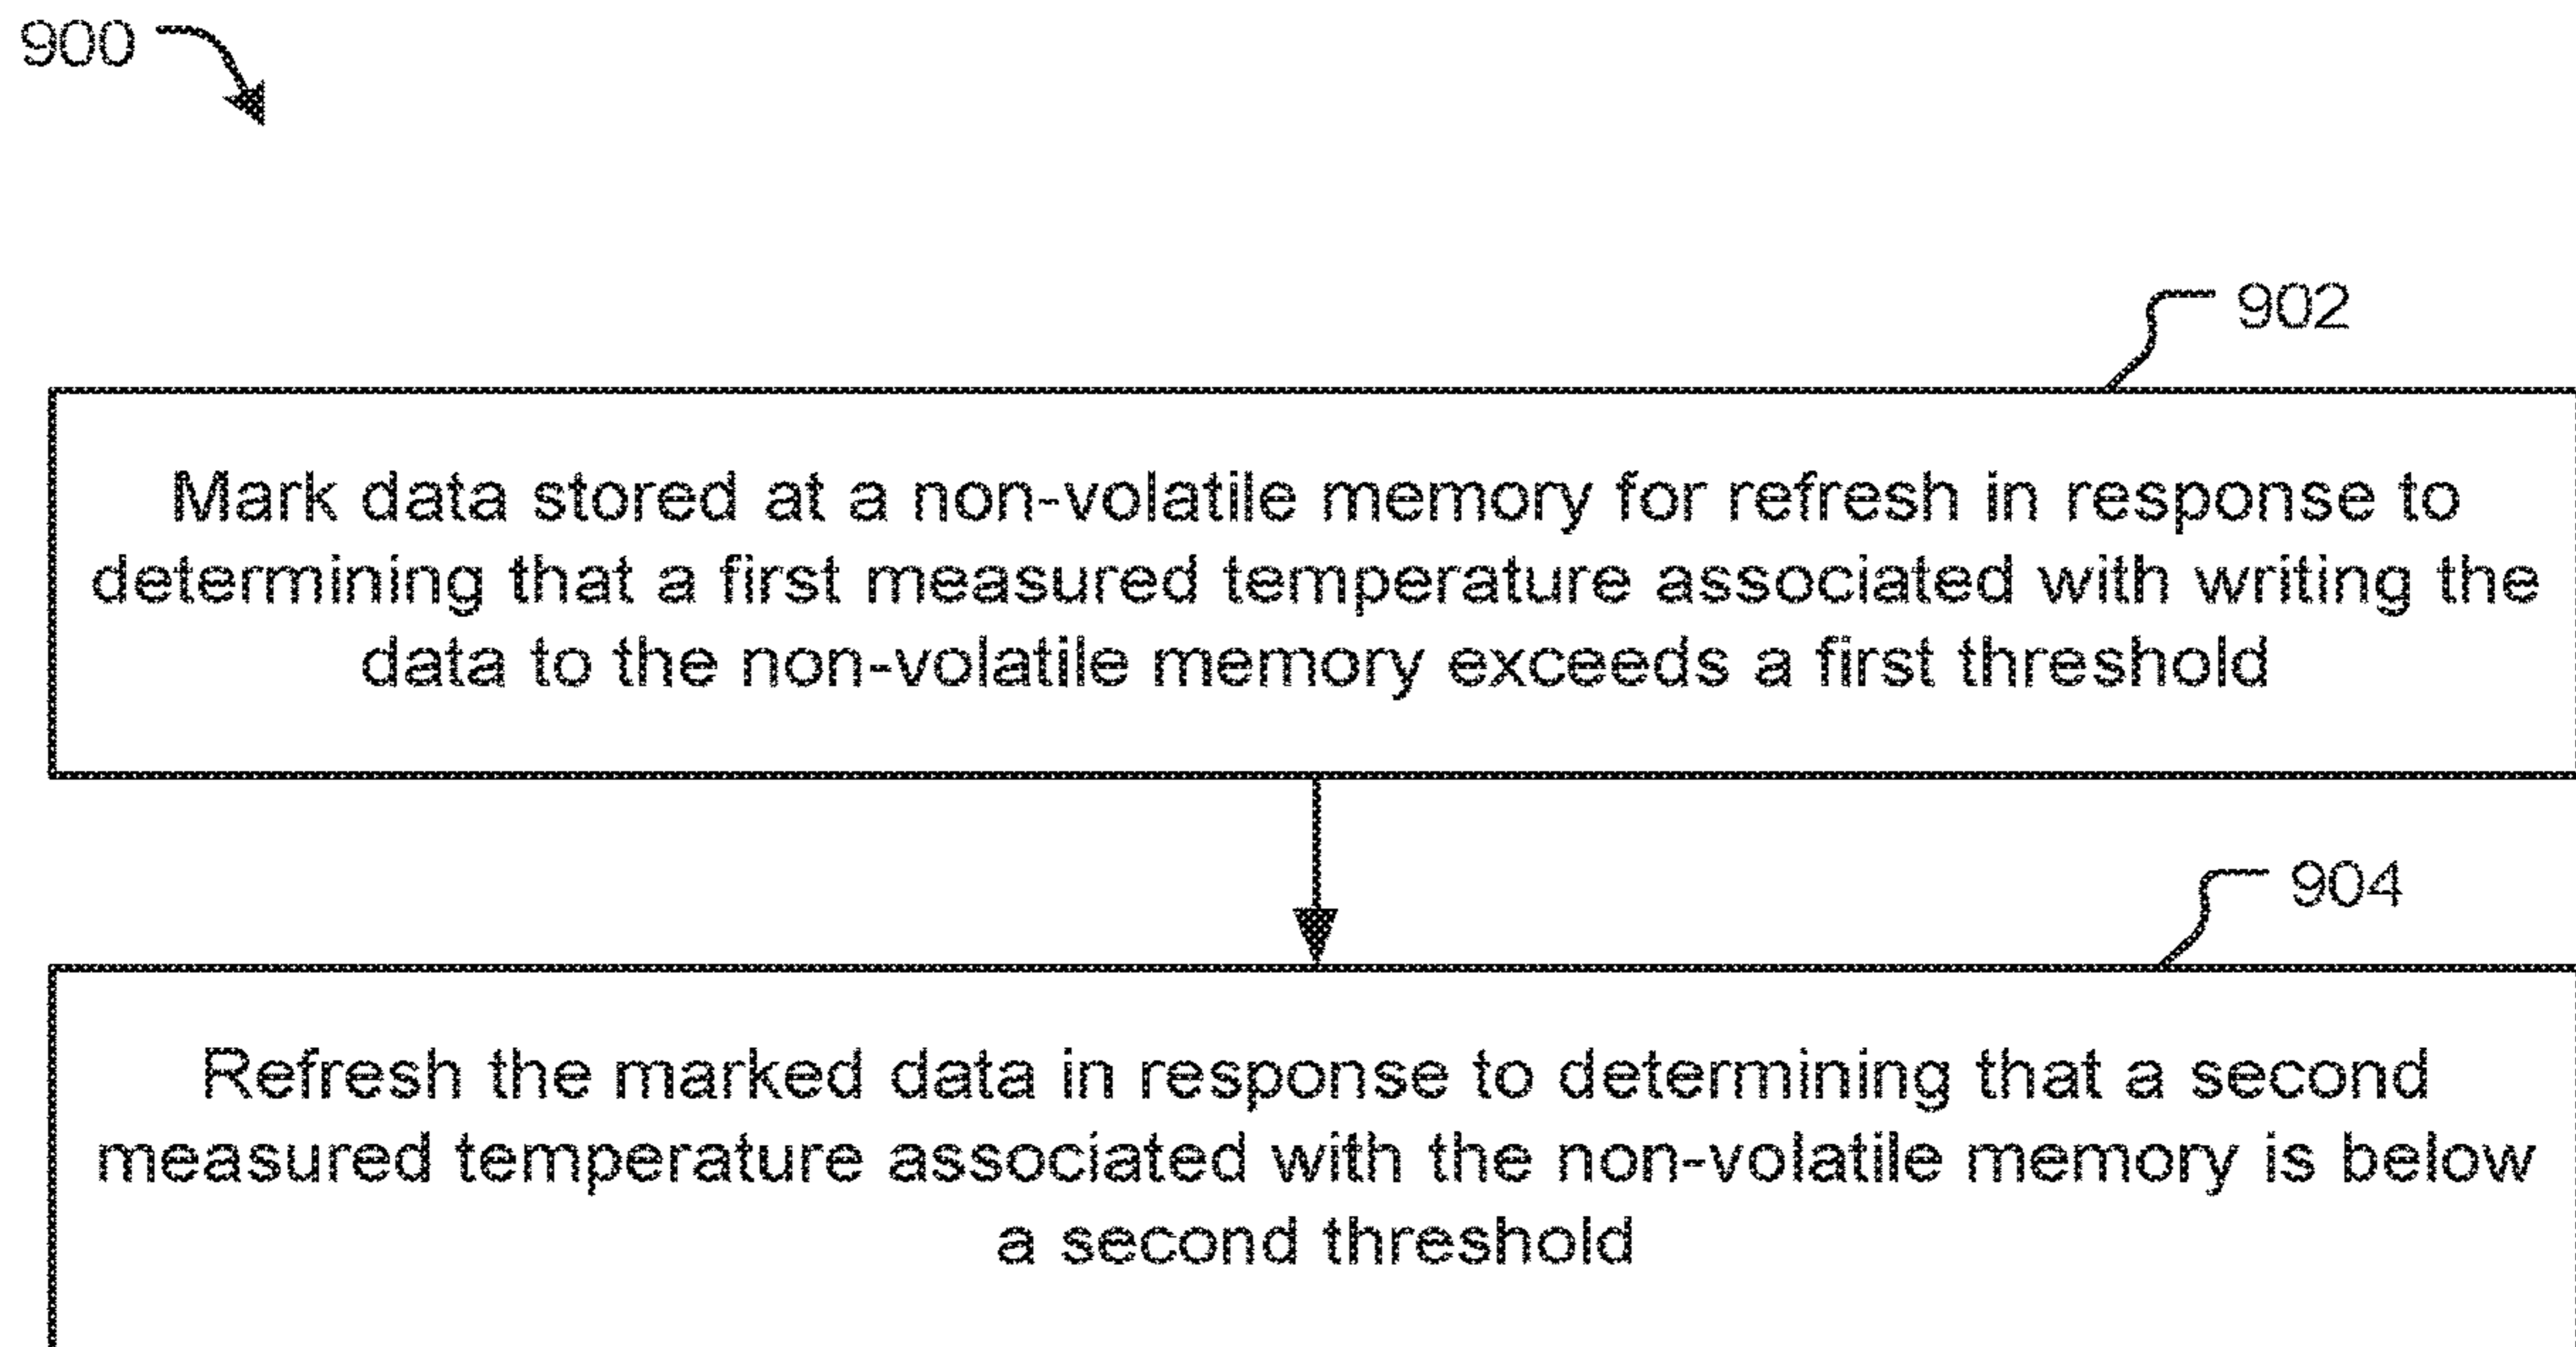 900
902
Mark data stored at a non-volatile memory for refresh in response to
determining that a first measured temperature associated with writing the
data to the non-volatile memory exceeds a first threshold
904
Refresh the marked data in response to determining that a second
measured temperature associated with the non-volatile memory is below
a second threshold